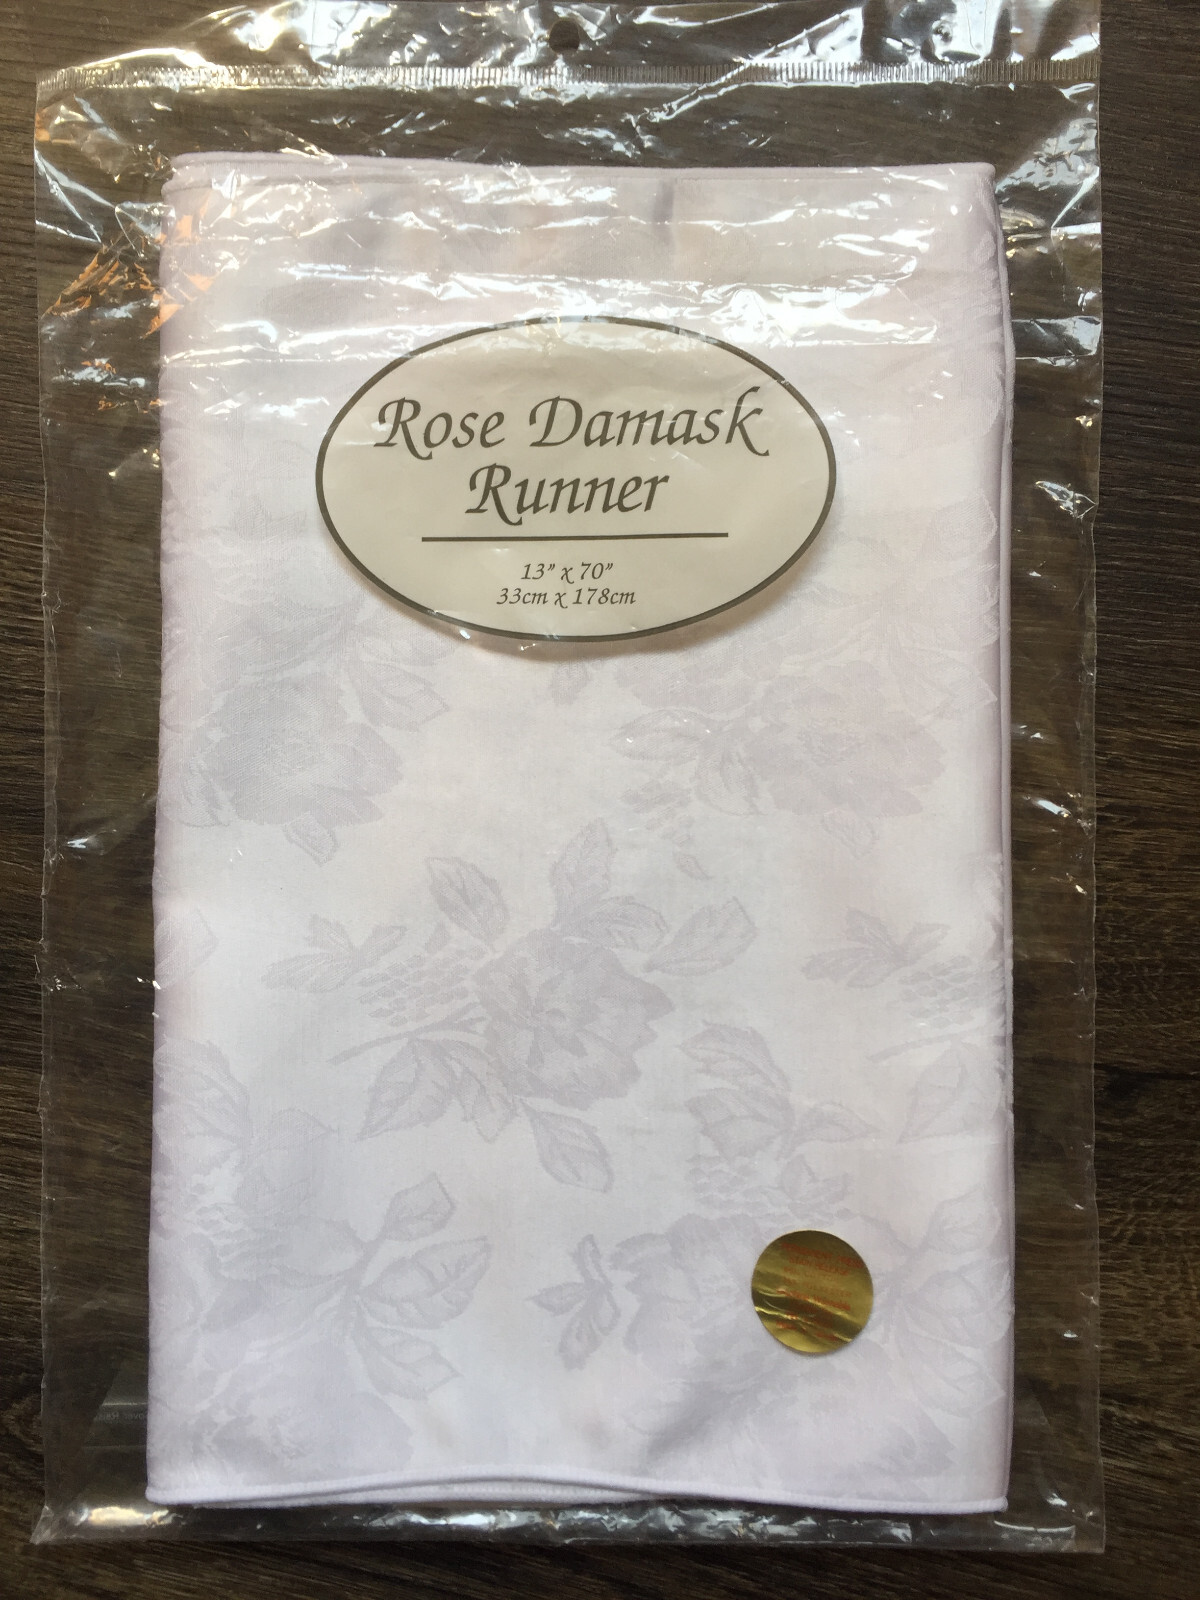 Rose Damask
Runner
13" x 70"
33cm x 178cm